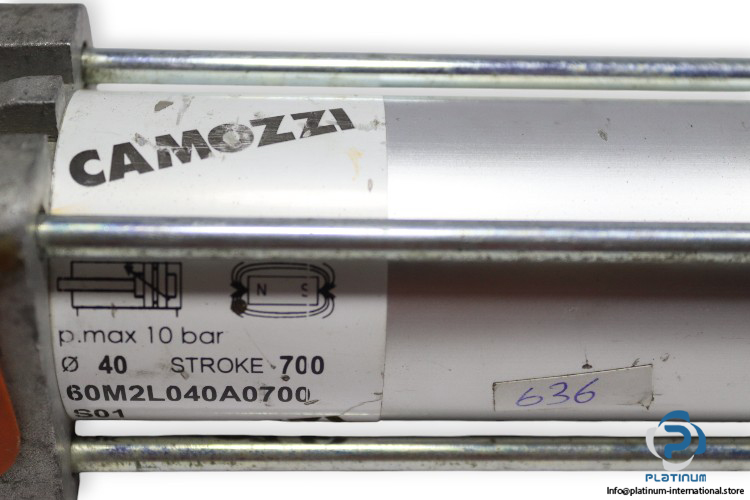 CAMOZZI
N S
p.max 10 bar
Ø 40 STROKE 700
60M2L040A0700
S01
636
PLATINUM
Info@platinum-international.store